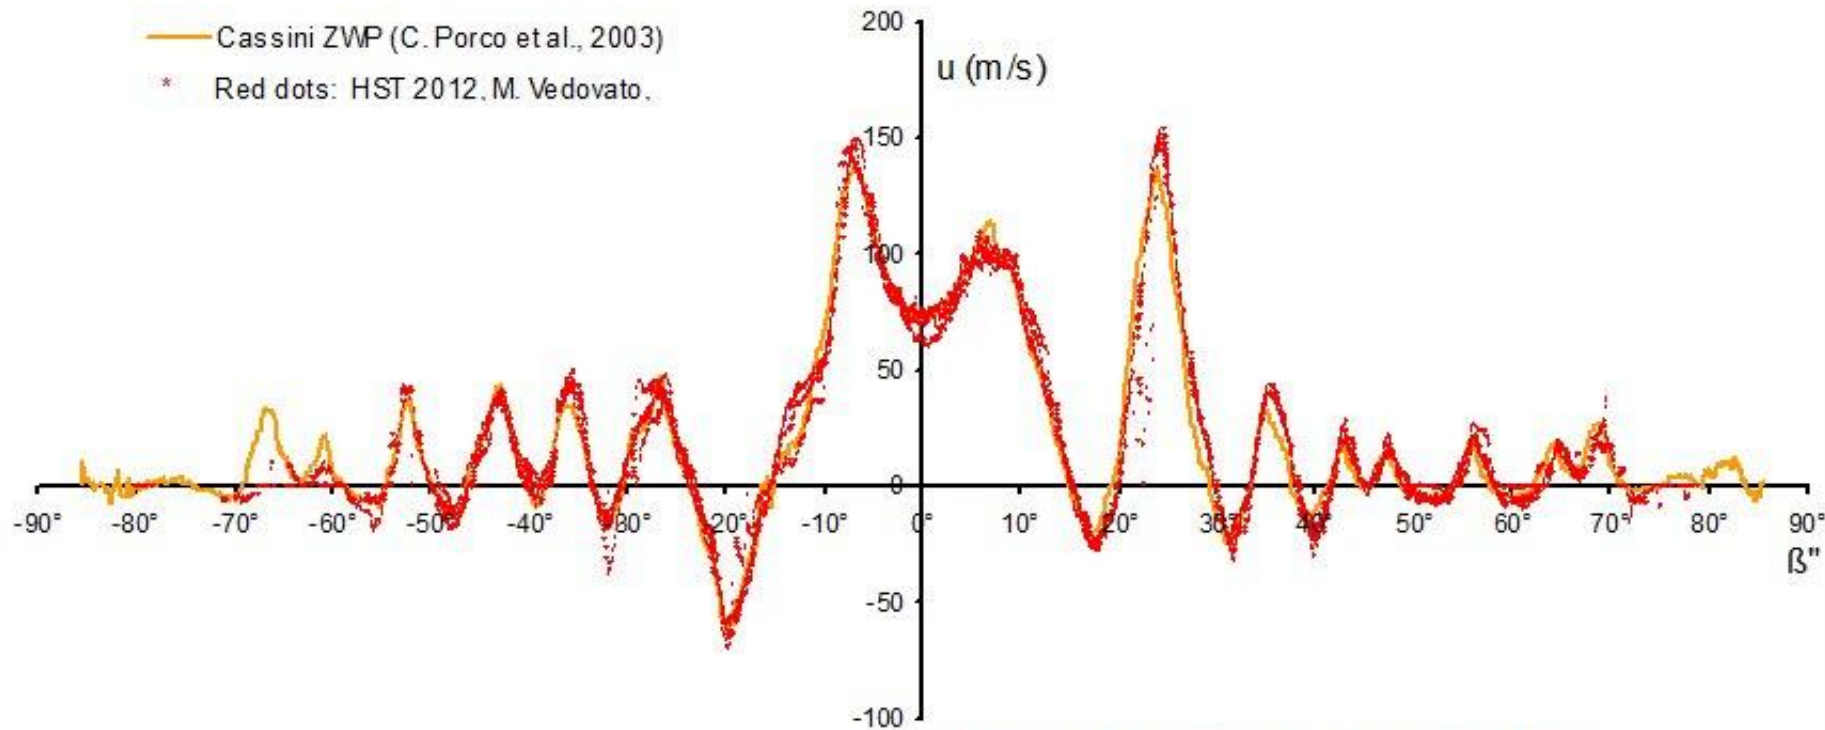 Cassini ZWP (C. Porco et al., 2003)
* Red dots: HST 2012, M. Vedovato,
200
u (m/s)
150
100
50
0
-90° -80° -70° -60° -50° -40° -30° -20° -10° 0° 10° 20° 30° 40° 50° 60° 70° 80° 90°
ß"
-50
-100